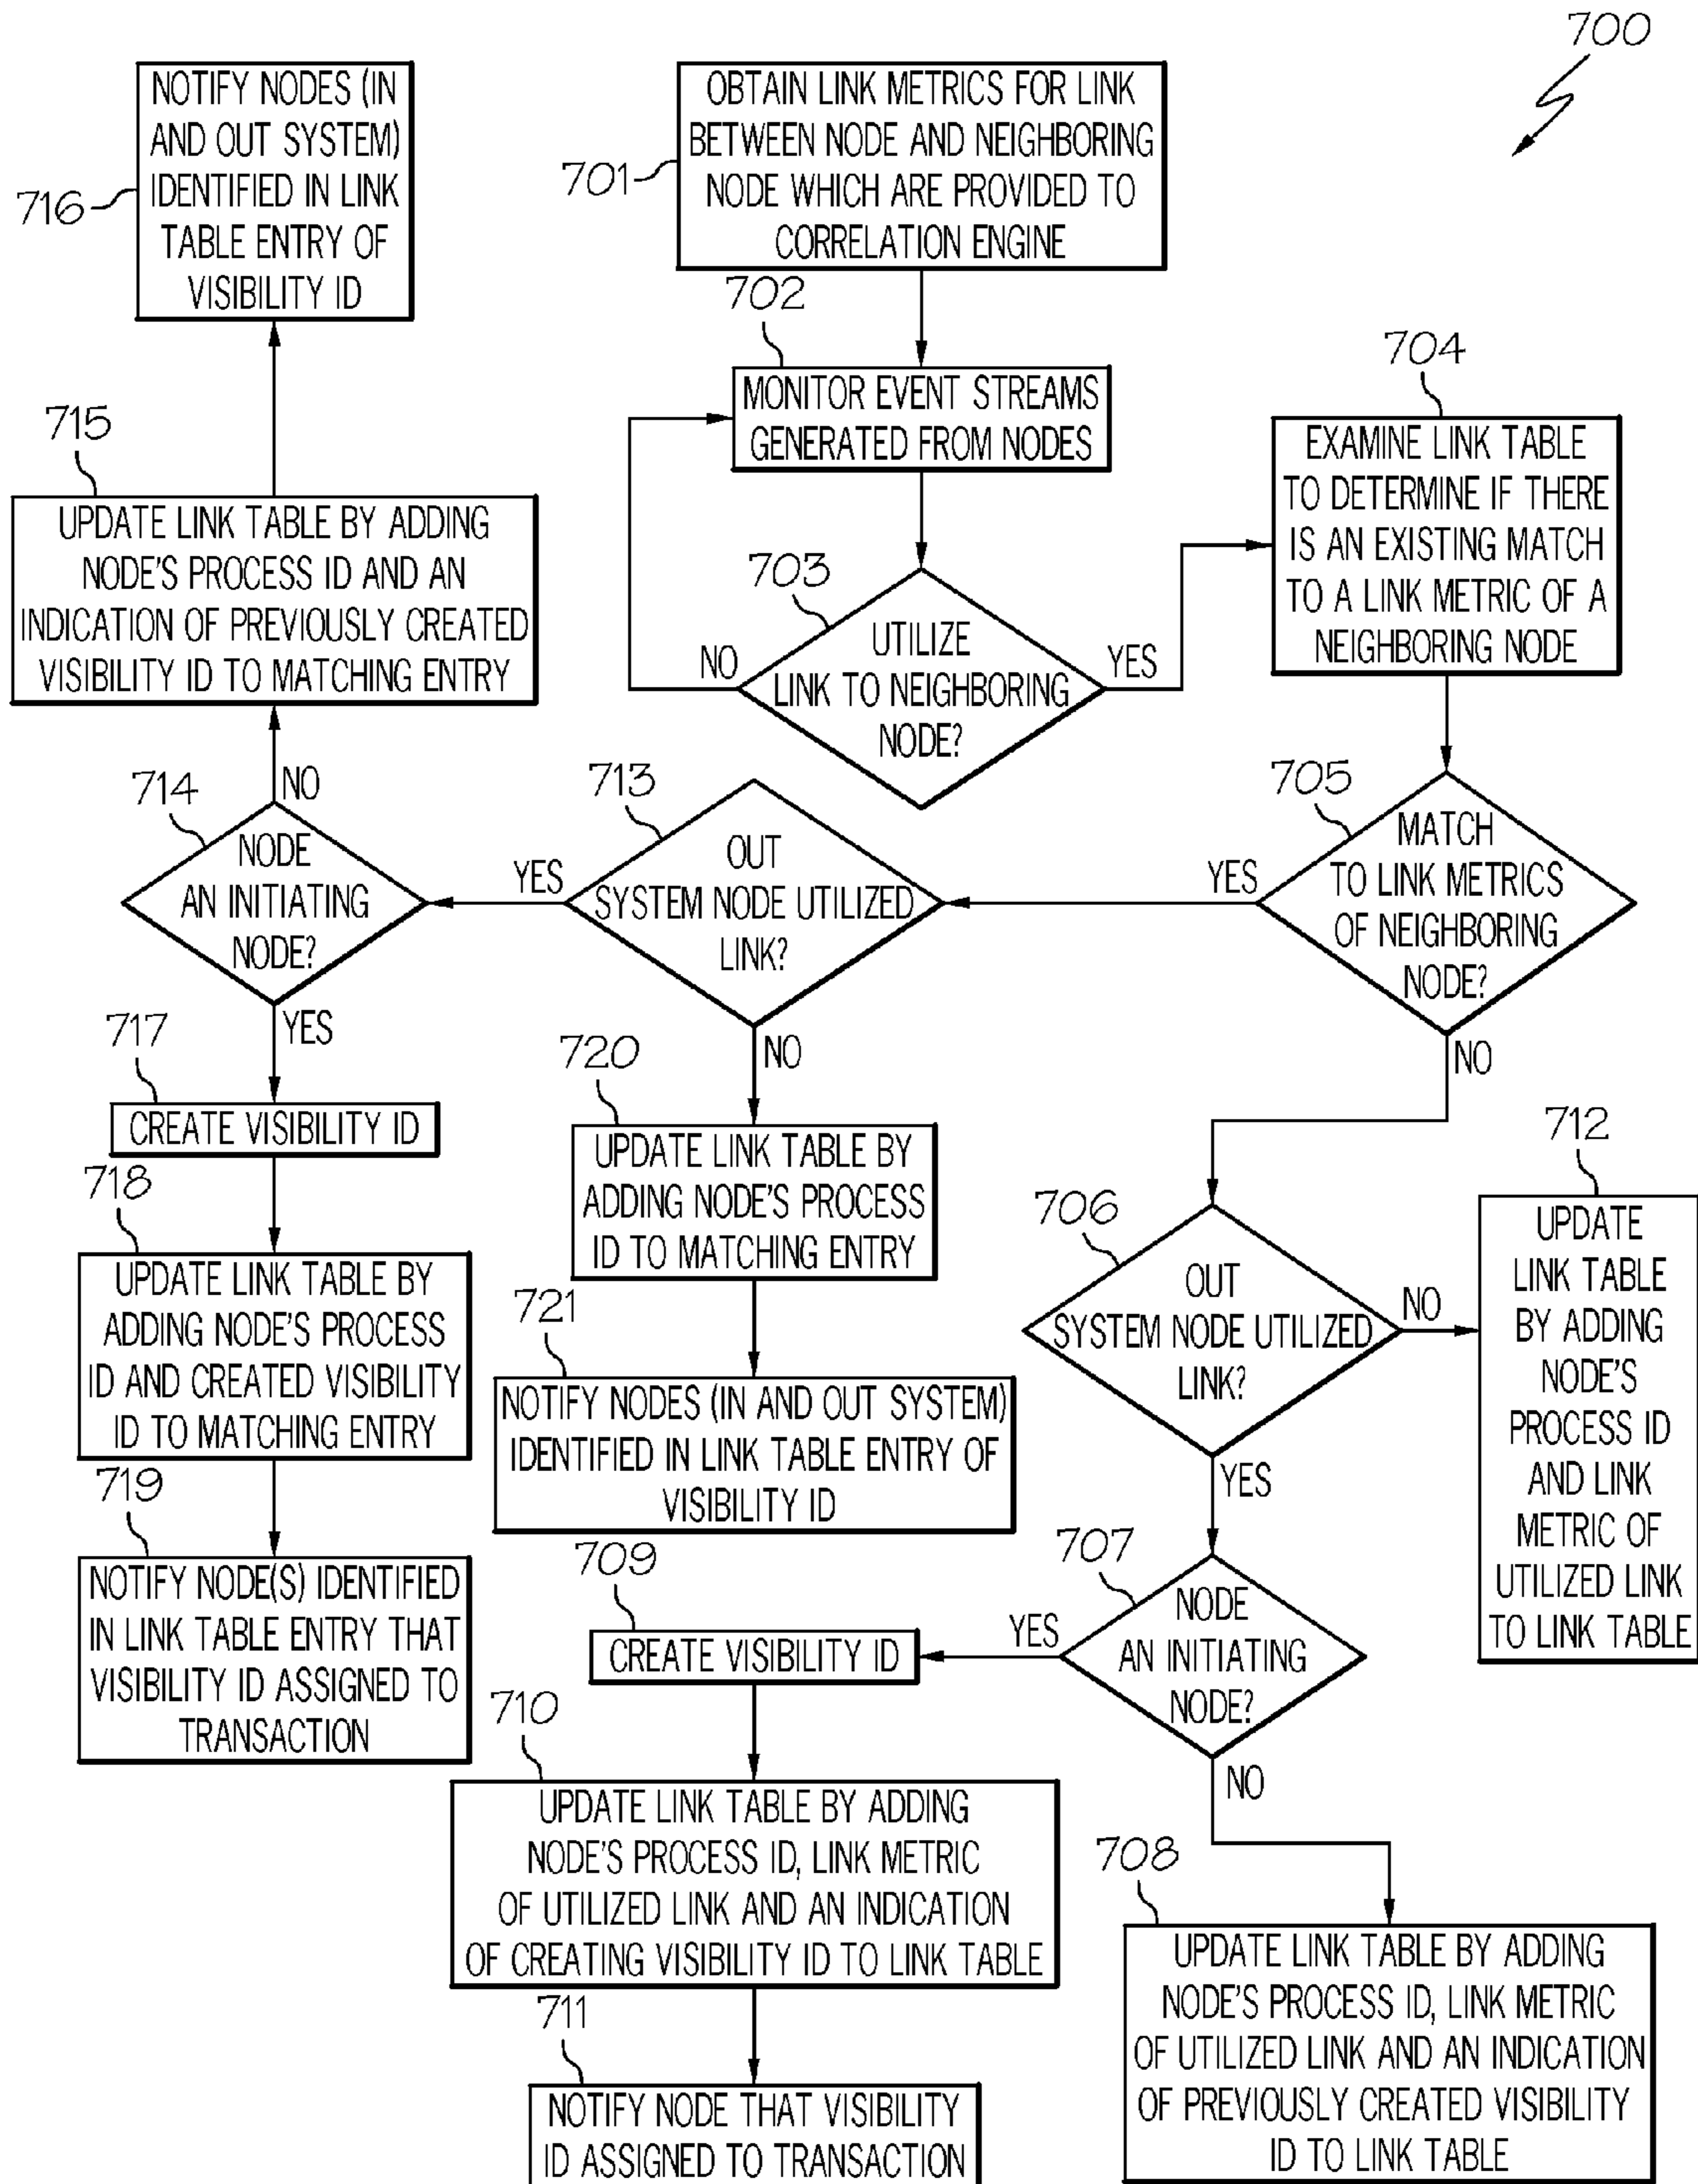 700
701
OBTAIN LINK METRICS FOR LINK
BETWEEN NODE AND NEIGHBORING
NODE WHICH ARE PROVIDED TO
CORRELATION ENGINE
702
MONITOR EVENT STREAMS
GENERATED FROM NODES
703
UTILIZE
LINK TO NEIGHBORING
NODE?
NO
YES
704
EXAMINE LINK TABLE
TO DETERMINE IF THERE
IS AN EXISTING MATCH
TO A LINK METRIC OF A
NEIGHBORING NODE
705
MATCH
TO LINK METRICS
OF NEIGHBORING
NODE?
YES
NO
706
OUT
SYSTEM NODE UTILIZED
LINK?
NO
YES
707
NODE
AN INITIATING
NODE?
YES
NO
708
UPDATE LINK TABLE BY ADDING
NODE'S PROCESS ID, LINK METRIC
OF UTILIZED LINK AND AN INDICATION
OF PREVIOUSLY CREATED VISIBILITY
ID TO LINK TABLE
709
CREATE VISIBILITY ID
710
UPDATE LINK TABLE BY ADDING
NODE'S PROCESS ID, LINK METRIC
OF UTILIZED LINK AND AN INDICATION
OF CREATING VISIBILITY ID TO LINK TABLE
711
NOTIFY NODE THAT VISIBILITY
ID ASSIGNED TO TRANSACTION
712
UPDATE
LINK TABLE
BY ADDING
NODE'S
PROCESS ID
AND LINK
METRIC OF
UTILIZED LINK
TO LINK TABLE
713
OUT
SYSTEM NODE UTILIZED
LINK?
YES
NO
714
NODE
AN INITIATING
NODE?
NO
YES
715
UPDATE LINK TABLE BY ADDING
NODE'S PROCESS ID AND AN
INDICATION OF PREVIOUSLY CREATED
VISIBILITY ID TO MATCHING ENTRY
716
NOTIFY NODES (IN
AND OUT SYSTEM)
IDENTIFIED IN LINK
TABLE ENTRY OF
VISIBILITY ID
717
CREATE VISIBILITY ID
718
UPDATE LINK TABLE BY
ADDING NODE'S PROCESS
ID AND CREATED VISIBILITY
ID TO MATCHING ENTRY
719
NOTIFY NODE(S) IDENTIFIED
IN LINK TABLE ENTRY THAT
VISIBILITY ID ASSIGNED TO
TRANSACTION
720
UPDATE LINK TABLE BY
ADDING NODE'S PROCESS
ID TO MATCHING ENTRY
721
NOTIFY NODES (IN AND OUT SYSTEM)
IDENTIFIED IN LINK TABLE ENTRY OF
VISIBILITY ID